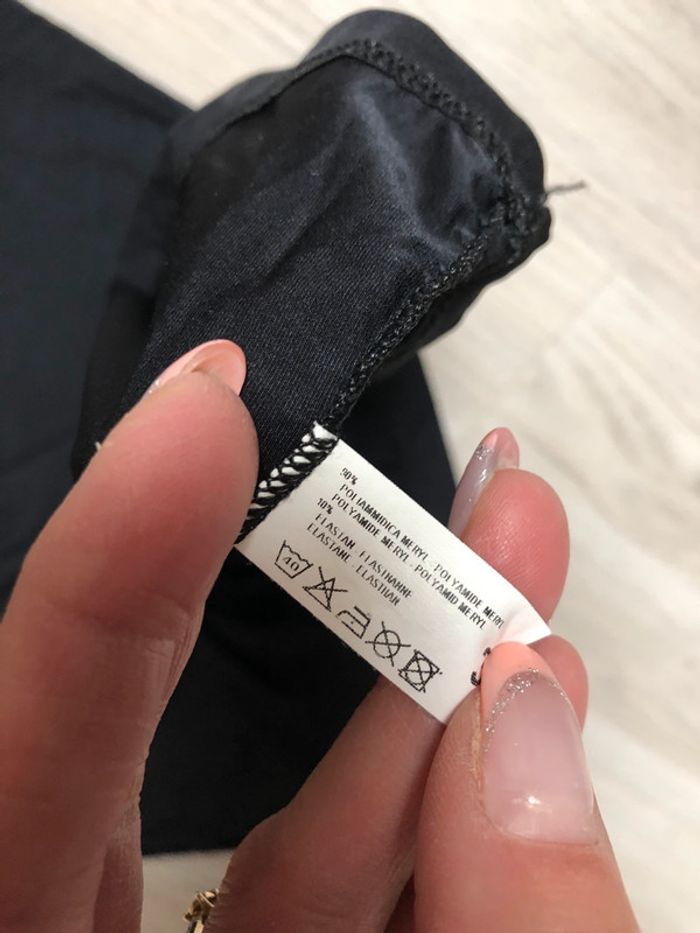 90%
POLIAMMIDICA MERYL - POLYAMIDE MERYL
POLYAMIDE MERYL - POLYAMID MERYL
10%
ELASTAN - ELASTHANNE
ELASTANE - ELASTHAN
40